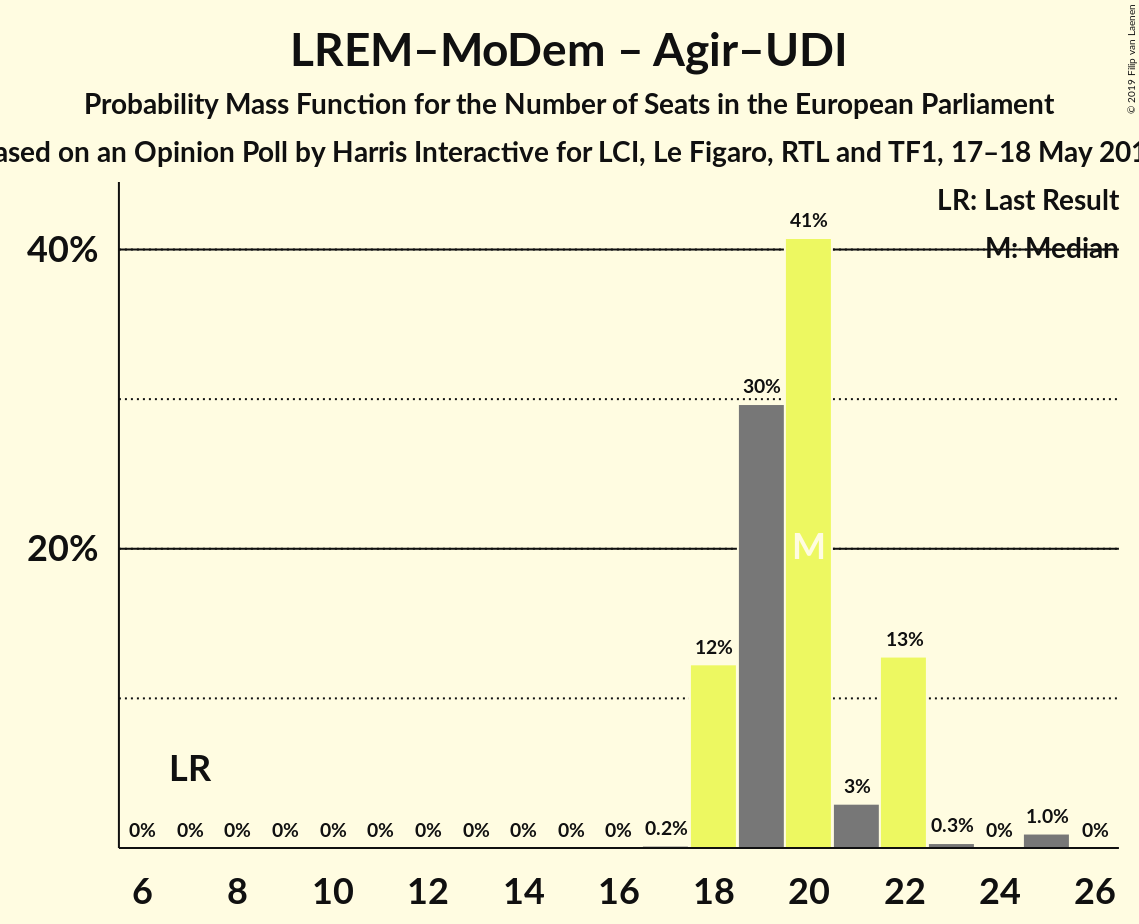 LREM–MoDem – Agir–UDI
Probability Mass Function for the Number of Seats in the European Parliament
ased on an Opinion Poll by Harris Interactive for LCI, Le Figaro, RTL and TF1, 17–18 May 201
© 2019 Filip van Laenen
LR: Last Result
M: Median
40%
20%
41%
30%
M
12%
13%
3%
LR
0% 0% 0% 0% 0% 0% 0% 0% 0% 0% 0% 0.2% 0.3% 0% 1.0% 0%
6 8 10 12 14 16 18 20 22 24 26